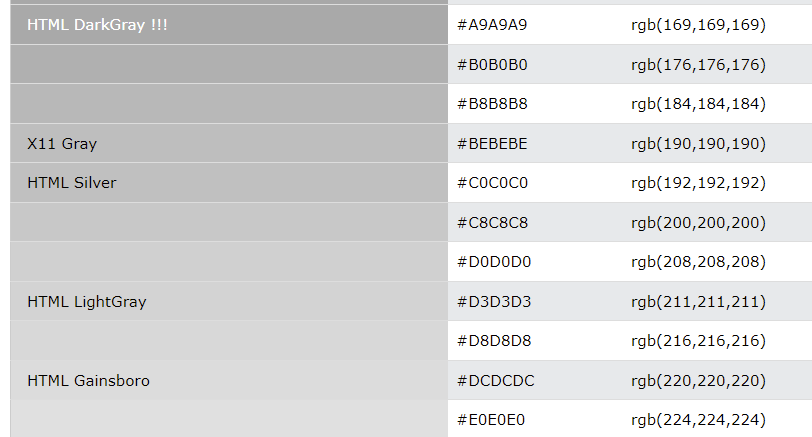 HTML DarkGray !!! #A9A9A9 rgb(169,169,169)
#B0B0B0 rgb(176,176,176)
#B8B8B8 rgb(184,184,184)
X11 Gray #BEBEBE rgb(190,190,190)
HTML Silver #C0C0C0 rgb(192,192,192)
#C8C8C8 rgb(200,200,200)
#D0D0D0 rgb(208,208,208)
HTML LightGray #D3D3D3 rgb(211,211,211)
#D8D8D8 rgb(216,216,216)
HTML Gainsboro #DCDCDC rgb(220,220,220)
#E0E0E0 rgb(224,224,224)